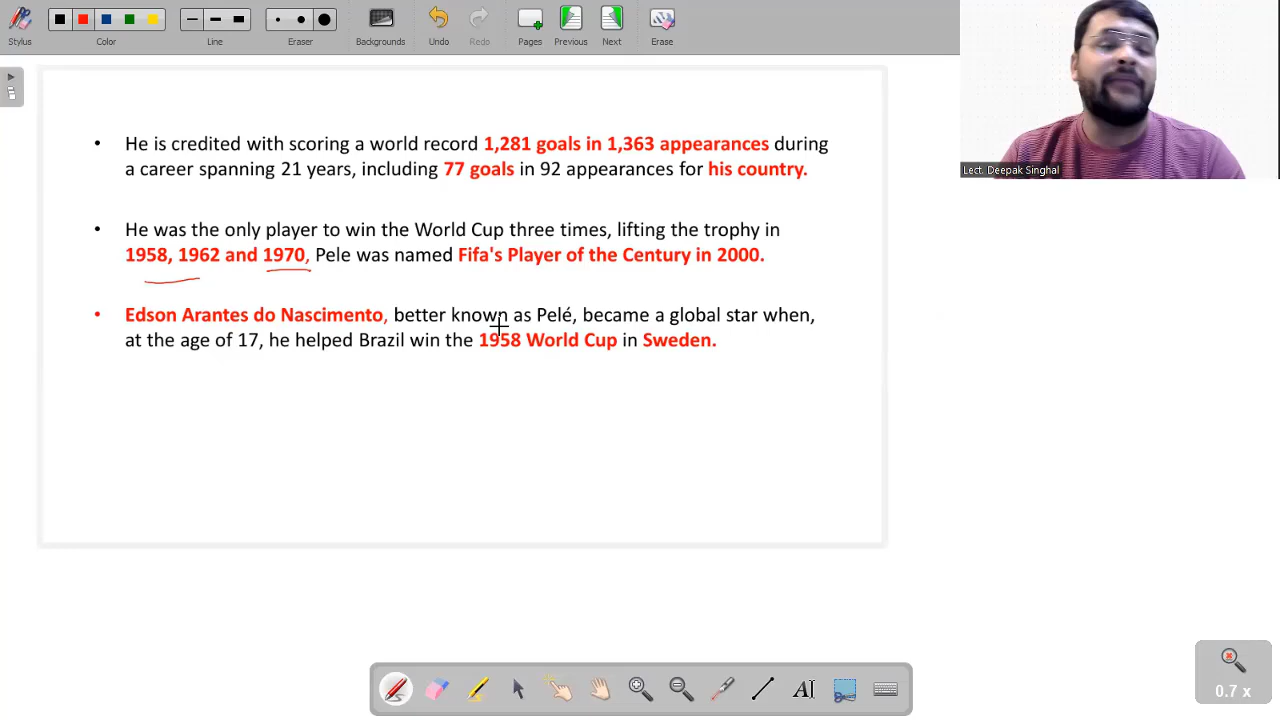 Stylus
Color
Line
Eraser
Backgrounds
Undo
Redo
Pages
Previous
Next
Erase
Lect. Deepak Singhal
• He is credited with scoring a world record 1,281 goals in 1,363 appearances during
a career spanning 21 years, including 77 goals in 92 appearances for his country.
• He was the only player to win the World Cup three times, lifting the trophy in
1958, 1962 and 1970, Pele was named Fifa's Player of the Century in 2000.
• Edson Arantes do Nascimento, better known as Pelé, became a global star when,
at the age of 17, he helped Brazil win the 1958 World Cup in Sweden.
AI
0.7 x